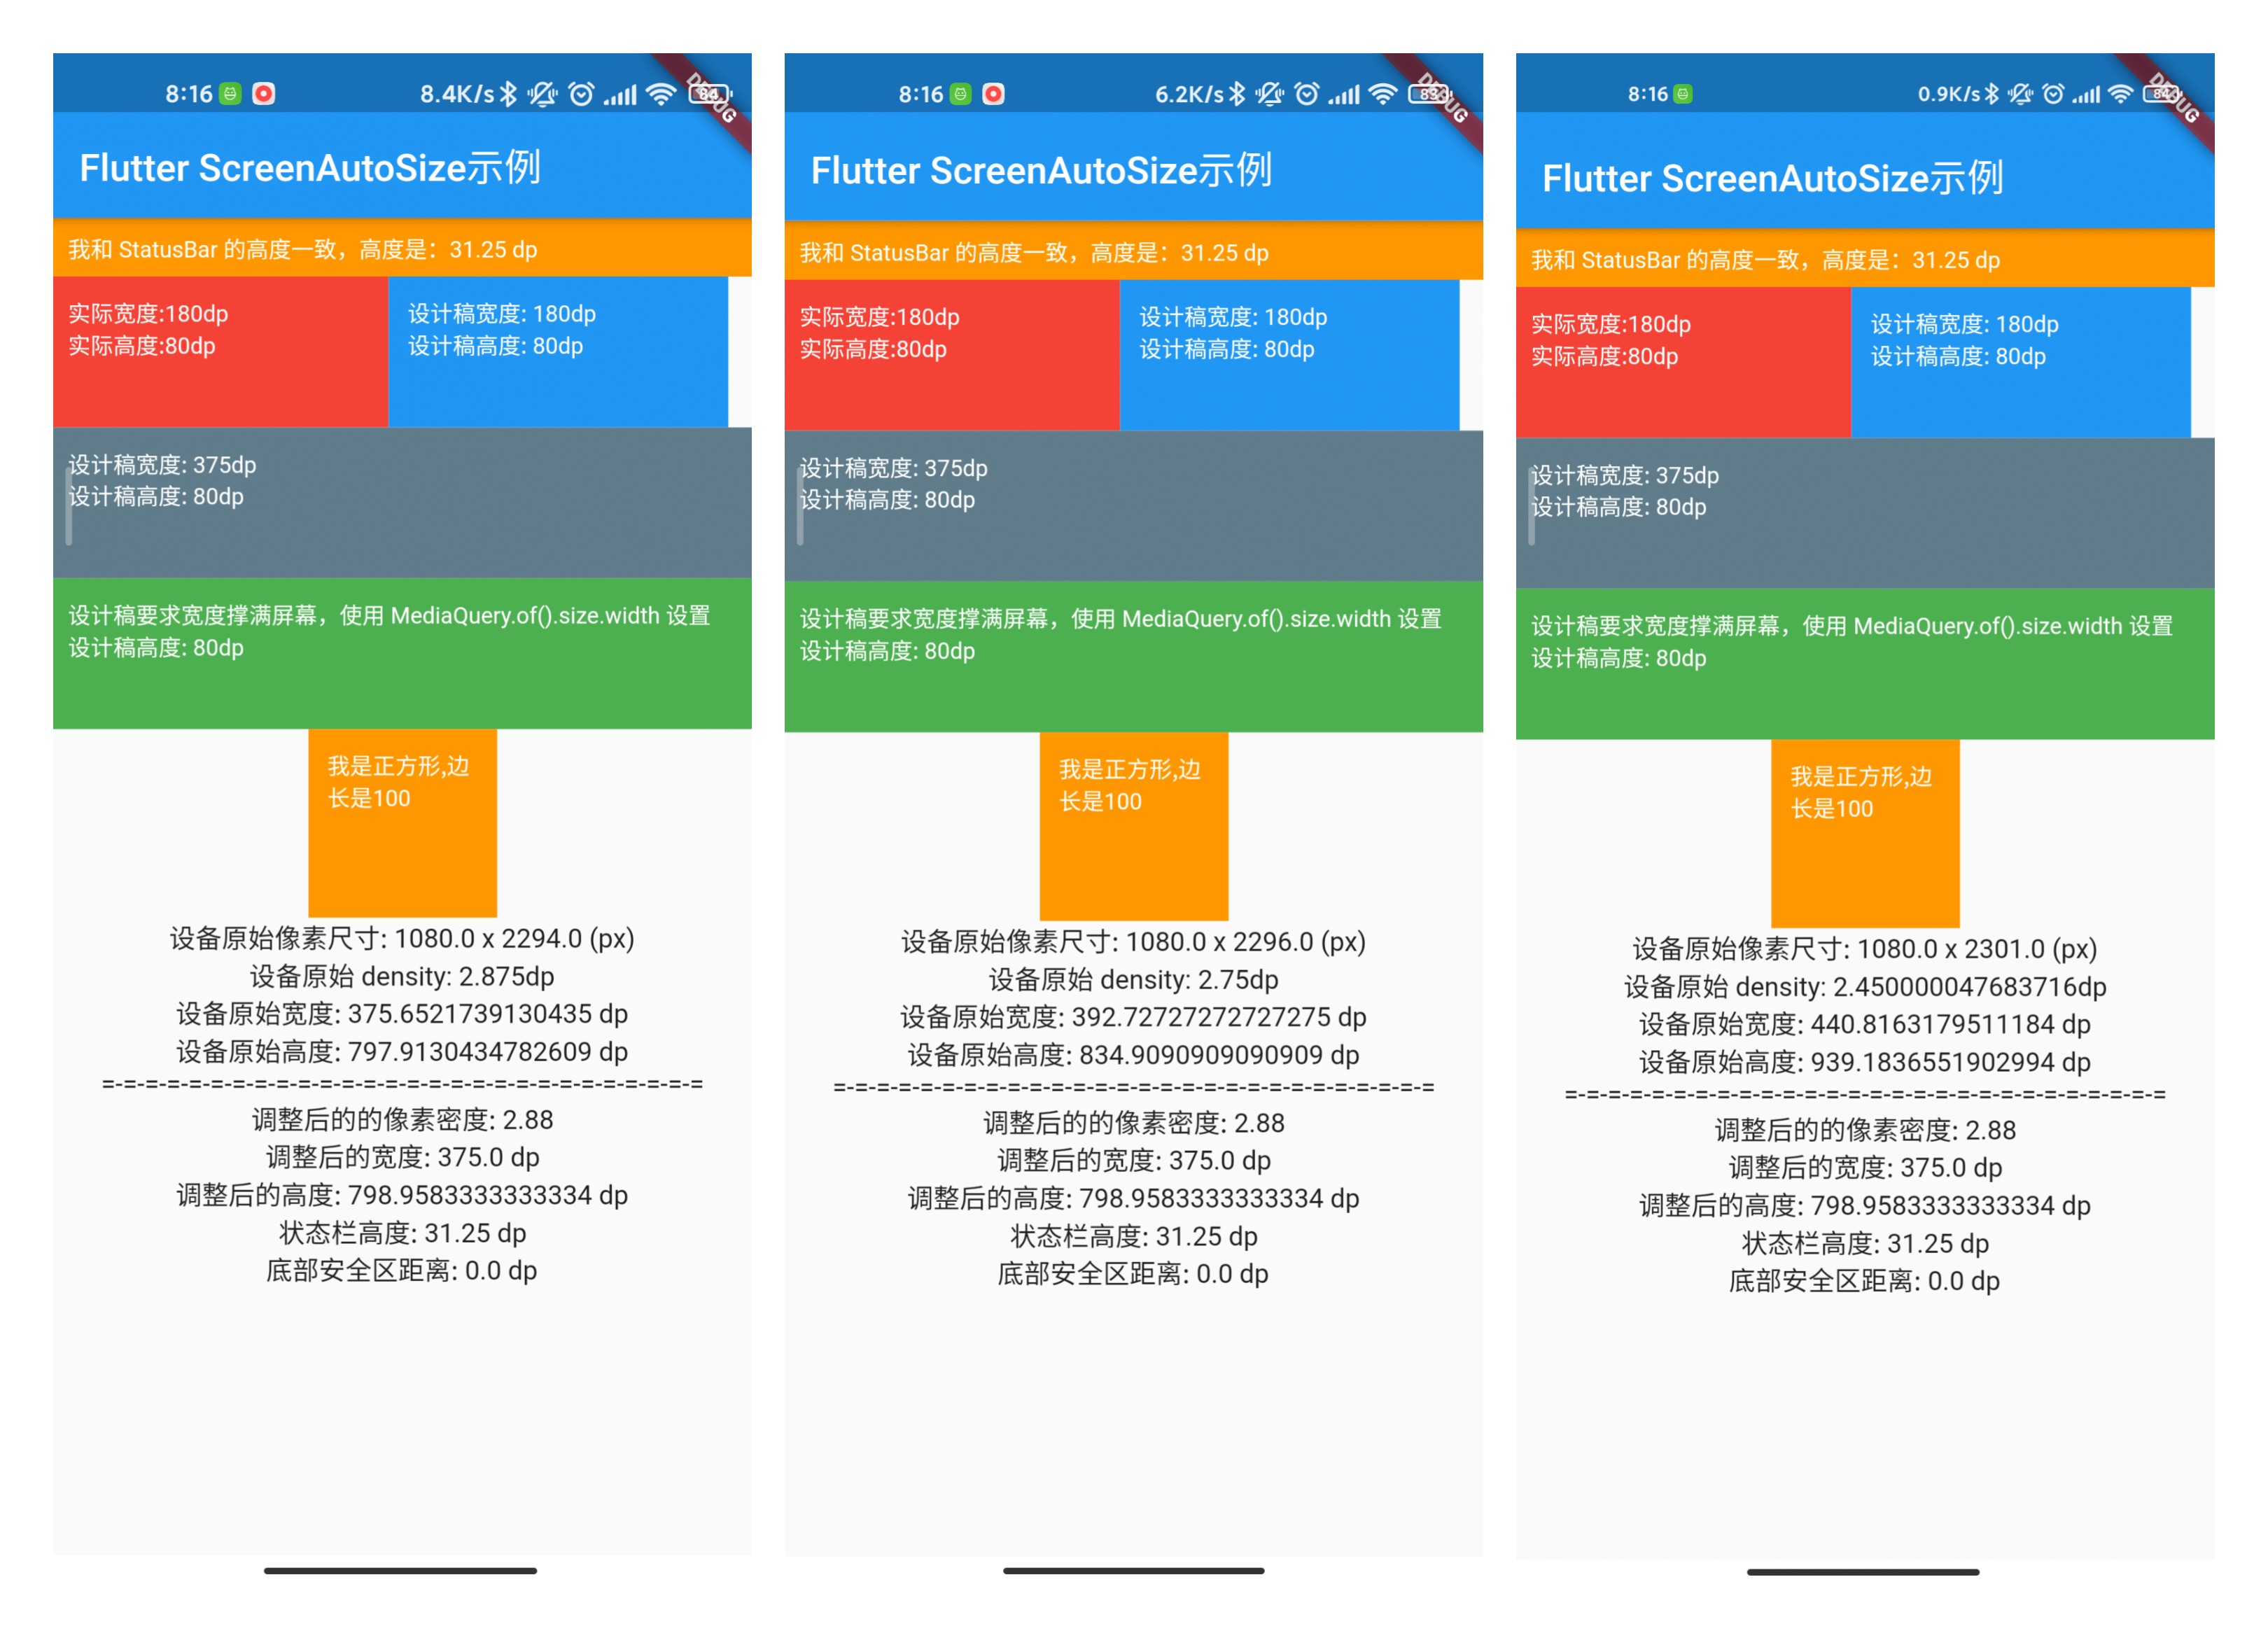 8:16
8.4K/s
84
DEBUG
Flutter ScreenAutoSize示例
我和 StatusBar 的高度一致，高度是：31.25 dp
实际宽度:180dp
实际高度:80dp
设计稿宽度: 180dp
设计稿高度: 80dp
设计稿宽度: 375dp
设计稿高度: 80dp
设计稿要求宽度撑满屏幕，使用 MediaQuery.of().size.width 设置
设计稿高度: 80dp
我是正方形,边
长是100
设备原始像素尺寸: 1080.0 x 2294.0 (px)
设备原始 density: 2.875dp
设备原始宽度: 375.6521739130435 dp
设备原始高度: 797.9130434782609 dp
=-=-=-=-=-=-=-=-=-=-=-=-=-=-=-=-=-=-=-=-=-=-=-=-=-=-=-=
调整后的的像素密度: 2.88
调整后的宽度: 375.0 dp
调整后的高度: 798.9583333333334 dp
状态栏高度: 31.25 dp
底部安全区距离: 0.0 dp
8:16
6.2K/s
83
DEBUG
Flutter ScreenAutoSize示例
我和 StatusBar 的高度一致，高度是：31.25 dp
实际宽度:180dp
实际高度:80dp
设计稿宽度: 180dp
设计稿高度: 80dp
设计稿宽度: 375dp
设计稿高度: 80dp
设计稿要求宽度撑满屏幕，使用 MediaQuery.of().size.width 设置
设计稿高度: 80dp
我是正方形,边
长是100
设备原始像素尺寸: 1080.0 x 2296.0 (px)
设备原始 density: 2.75dp
设备原始宽度: 392.72727272727275 dp
设备原始高度: 834.9090909090909 dp
=-=-=-=-=-=-=-=-=-=-=-=-=-=-=-=-=-=-=-=-=-=-=-=-=-=-=-=
调整后的的像素密度: 2.88
调整后的宽度: 375.0 dp
调整后的高度: 798.9583333333334 dp
状态栏高度: 31.25 dp
底部安全区距离: 0.0 dp
8:16
0.9K/s
84
DEBUG
Flutter ScreenAutoSize示例
我和 StatusBar 的高度一致，高度是：31.25 dp
实际宽度:180dp
实际高度:80dp
设计稿宽度: 180dp
设计稿高度: 80dp
设计稿宽度: 375dp
设计稿高度: 80dp
设计稿要求宽度撑满屏幕，使用 MediaQuery.of().size.width 设置
设计稿高度: 80dp
我是正方形,边
长是100
设备原始像素尺寸: 1080.0 x 2301.0 (px)
设备原始 density: 2.450000047683716dp
设备原始宽度: 440.8163179511184 dp
设备原始高度: 939.1836551902994 dp
=-=-=-=-=-=-=-=-=-=-=-=-=-=-=-=-=-=-=-=-=-=-=-=-=-=-=-=
调整后的的像素密度: 2.88
调整后的宽度: 375.0 dp
调整后的高度: 798.9583333333334 dp
状态栏高度: 31.25 dp
底部安全区距离: 0.0 dp